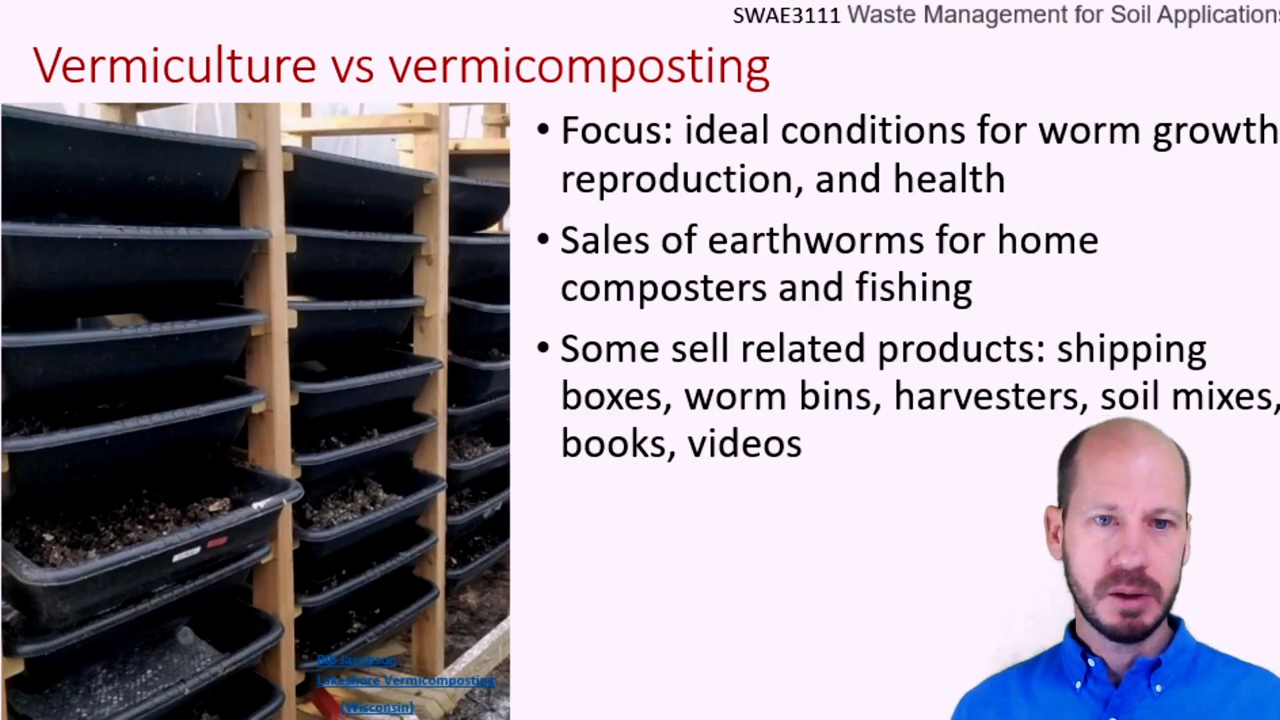 SWAE3111 Waste Management for Soil Applications
Vermiculture vs vermicomposting
• Focus: ideal conditions for worm growth
reproduction, and health
• Sales of earthworms for home
composters and fishing
• Some sell related products: shipping
boxes, worm bins, harvesters, soil mixes,
books, videos
Lakeshore Vermicomposting
(Wisconsin)